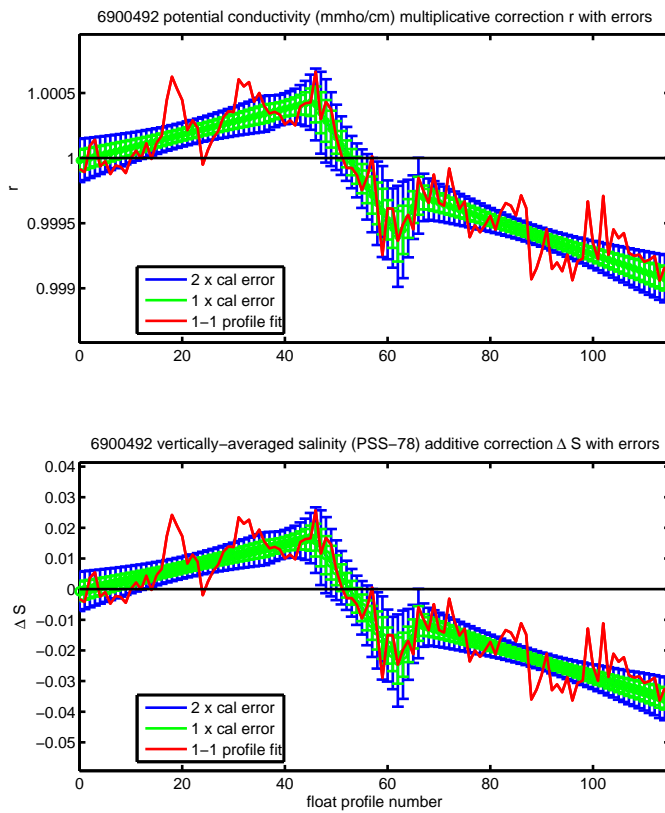 6900492 potential conductivity (mmho/cm) multiplicative correction r with errors
1.0005
1
0.9995
0.999
r
2 x cal error
1 x cal error
1−1 profile fit
0 20 40 60 80 100
6900492 vertically−averaged salinity (PSS−78) additive correction Δ S with errors
0.04
0.03
0.02
0.01
0
−0.01
−0.02
−0.03
−0.04
−0.05
Δ S
2 x cal error
1 x cal error
1−1 profile fit
0 20 40 60 80 100
float profile number